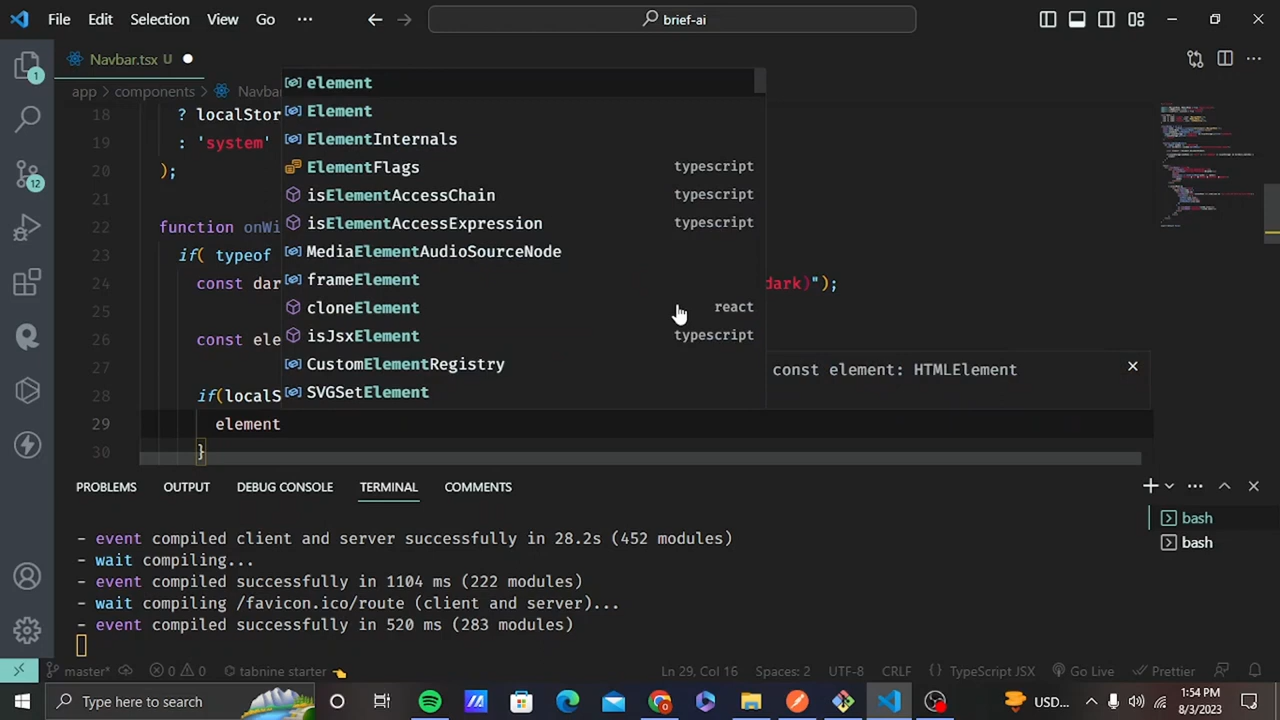 File Edit Selection View Go ··· brief-ai
1
12
Navbar.tsx U
app > components > Navba
18 ? localStor
19 : 'system'
20 );
21
22 function onWi
23 if( typeof
24 const dar dark)");
25
26 const ele
27
28 if(localS
29 element
30 }
element
Element
ElementInternals
ElementFlags typescript
isElementAccessChain typescript
isElementAccessExpression typescript
MediaElementAudioSourceNode
frameElement
cloneElement react
isJsxElement typescript
CustomElementRegistry
SVGSetElement
const element: HTMLElement
PROBLEMS OUTPUT DEBUG CONSOLE TERMINAL COMMENTS
- event compiled client and server successfully in 28.2s (452 modules)
- wait compiling...
- event compiled successfully in 1104 ms (222 modules)
- wait compiling /favicon.ico/route (client and server)...
- event compiled successfully in 520 ms (283 modules)
bash
bash
master* 0 0 tabnine starter Ln 29, Col 16 Spaces: 2 UTF-8 CRLF {} TypeScript JSX Go Live Prettier
Type here to search USD... 1:54 PM
8/3/2023